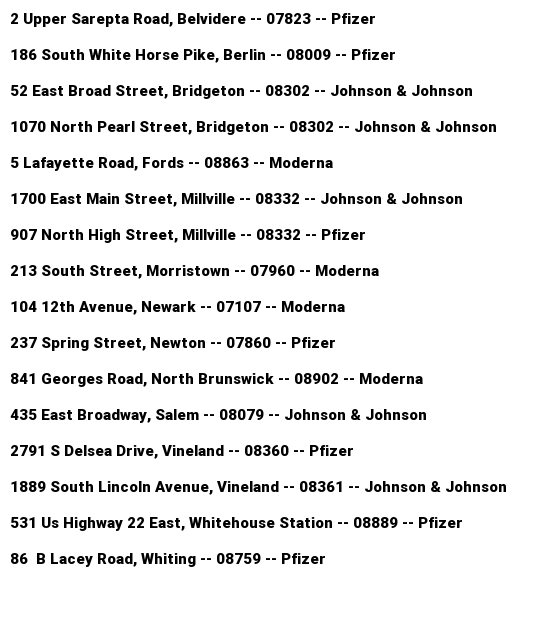 2 Upper Sarepta Road, Belvidere -- 07823 -- Pfizer
186 South White Horse Pike, Berlin -- 08009 -- Pfizer
52 East Broad Street, Bridgeton -- 08302 -- Johnson & Johnson
1070 North Pearl Street, Bridgeton -- 08302 -- Johnson & Johnson
5 Lafayette Road, Fords -- 08863 -- Moderna
1700 East Main Street, Millville -- 08332 -- Johnson & Johnson
907 North High Street, Millville -- 08332 -- Pfizer
213 South Street, Morristown -- 07960 -- Moderna
104 12th Avenue, Newark -- 07107 -- Moderna
237 Spring Street, Newton -- 07860 -- Pfizer
841 Georges Road, North Brunswick -- 08902 -- Moderna
435 East Broadway, Salem -- 08079 -- Johnson & Johnson
2791 S Delsea Drive, Vineland -- 08360 -- Pfizer
1889 South Lincoln Avenue, Vineland -- 08361 -- Johnson & Johnson
531 Us Highway 22 East, Whitehouse Station -- 08889 -- Pfizer
86  B Lacey Road, Whiting -- 08759 -- Pfizer